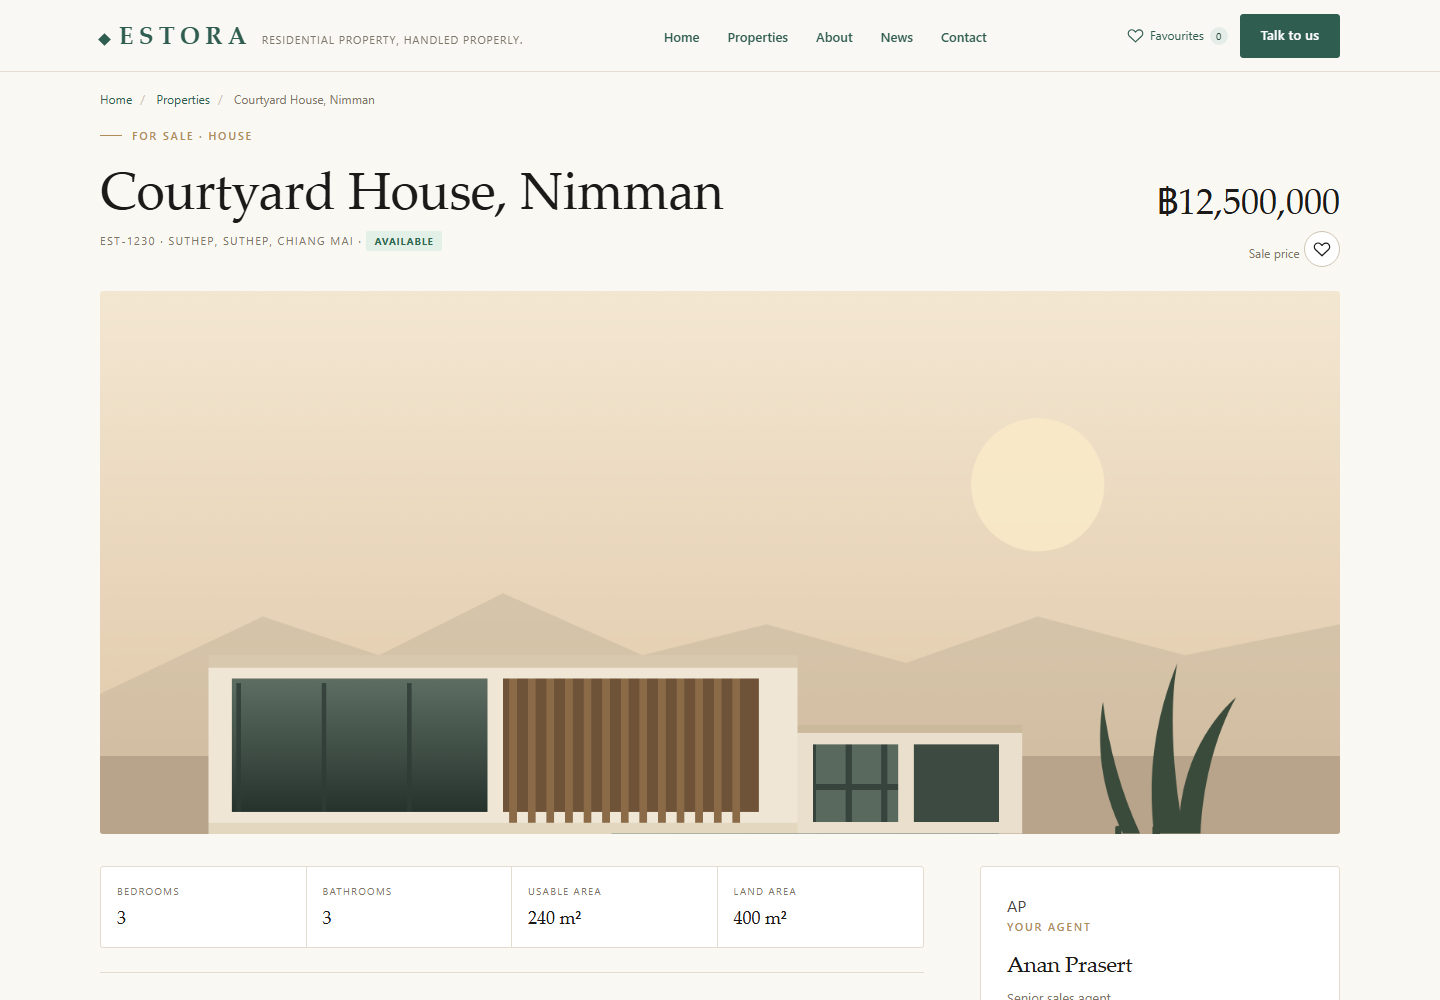 ESTORA RESIDENTIAL PROPERTY, HANDLED PROPERLY.
Home Properties About News Contact
Favourites 0
Talk to us
Home / Properties / Courtyard House, Nimman
FOR SALE · HOUSE
Courtyard House, Nimman
฿12,500,000
EST-1230 · SUTHEP, SUTHEP, CHIANG MAI · AVAILABLE
Sale price
BEDROOMS
3
BATHROOMS
3
USABLE AREA
240 m²
LAND AREA
400 m²
AP
YOUR AGENT
Anan Prasert
Senior sales agent